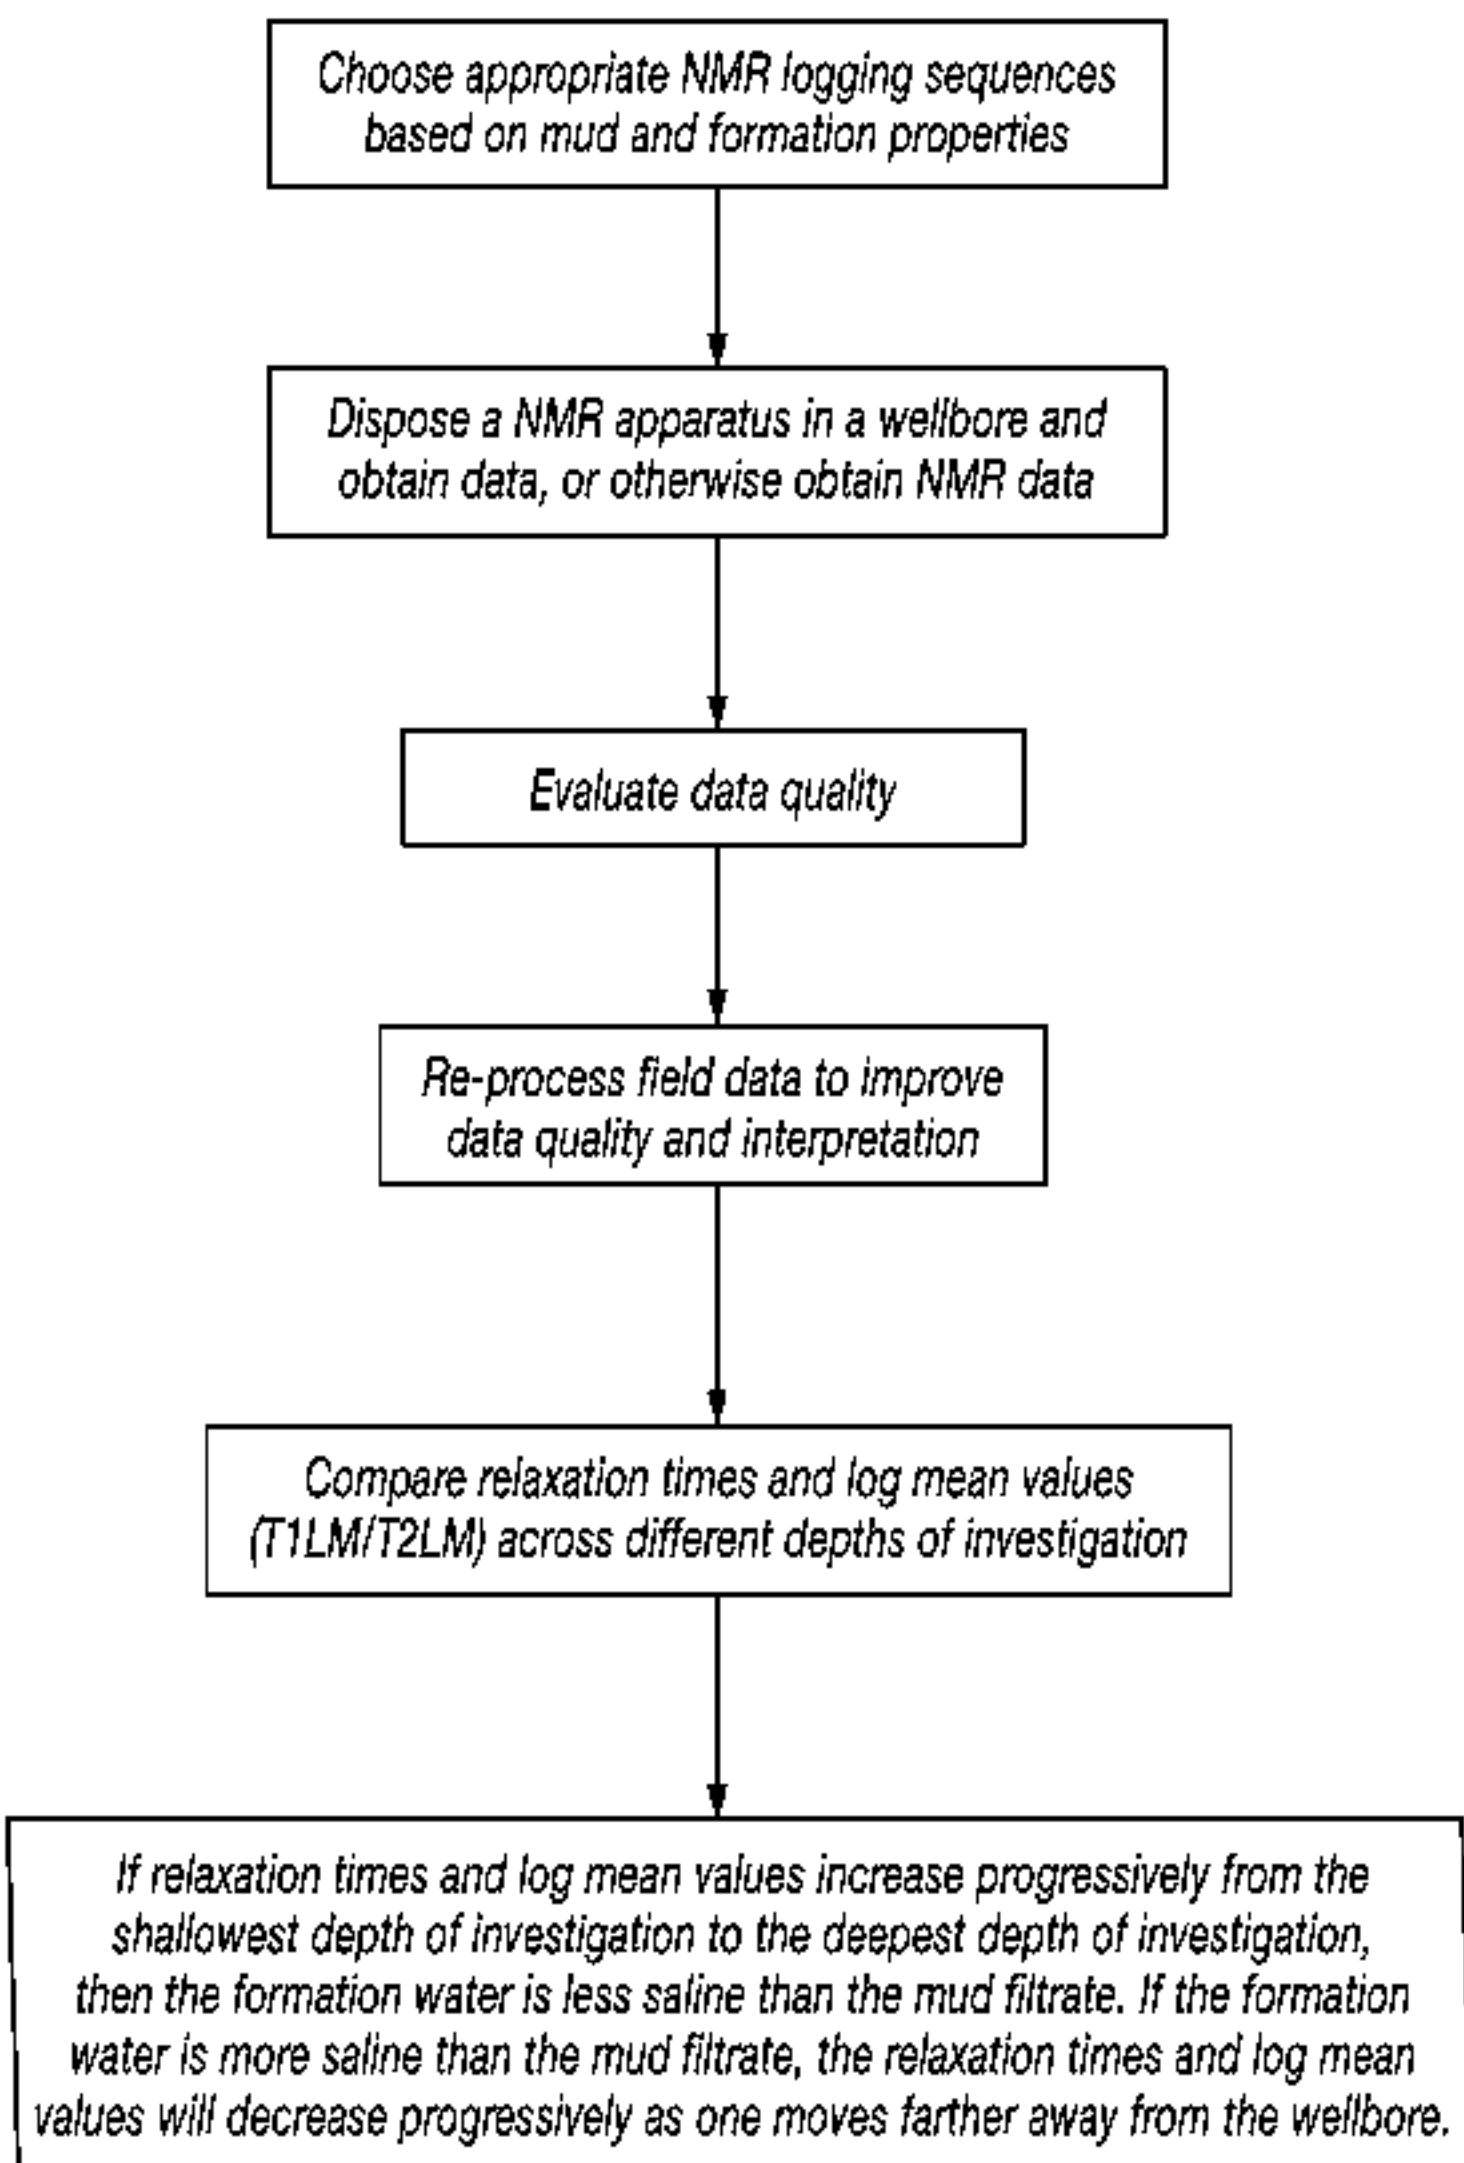 Choose appropriate NMR logging sequences
based on mud and formation properties
Dispose a NMR apparatus in a wellbore and
obtain data, or otherwise obtain NMR data
Evaluate data quality
Re-process field data to improve
data quality and interpretation
Compare relaxation times and log mean values
(T1LM/T2LM) across different depths of investigation
If relaxation times and log mean values increase progressively from the
shallowest depth of investigation to the deepest depth of investigation,
then the formation water is less saline than the mud filtrate. If the formation
water is more saline than the mud filtrate, the relaxation times and log mean
values will decrease progressively as one moves farther away from the wellbore.